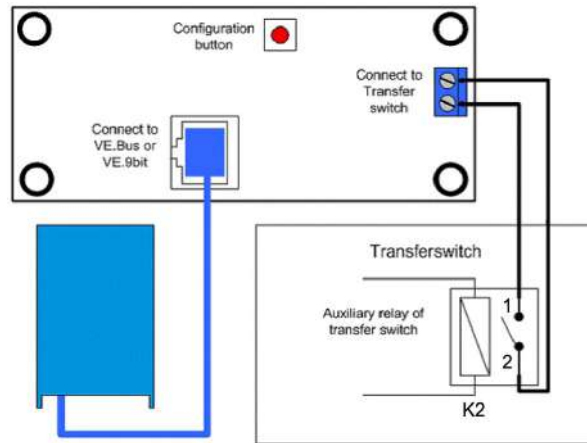 Configuration
button
Connect to
Transfer
switch
Connect to
VE.Bus or
VE.9bit
Transferswitch
Auxiliary relay of
transfer switch
1
2
K2